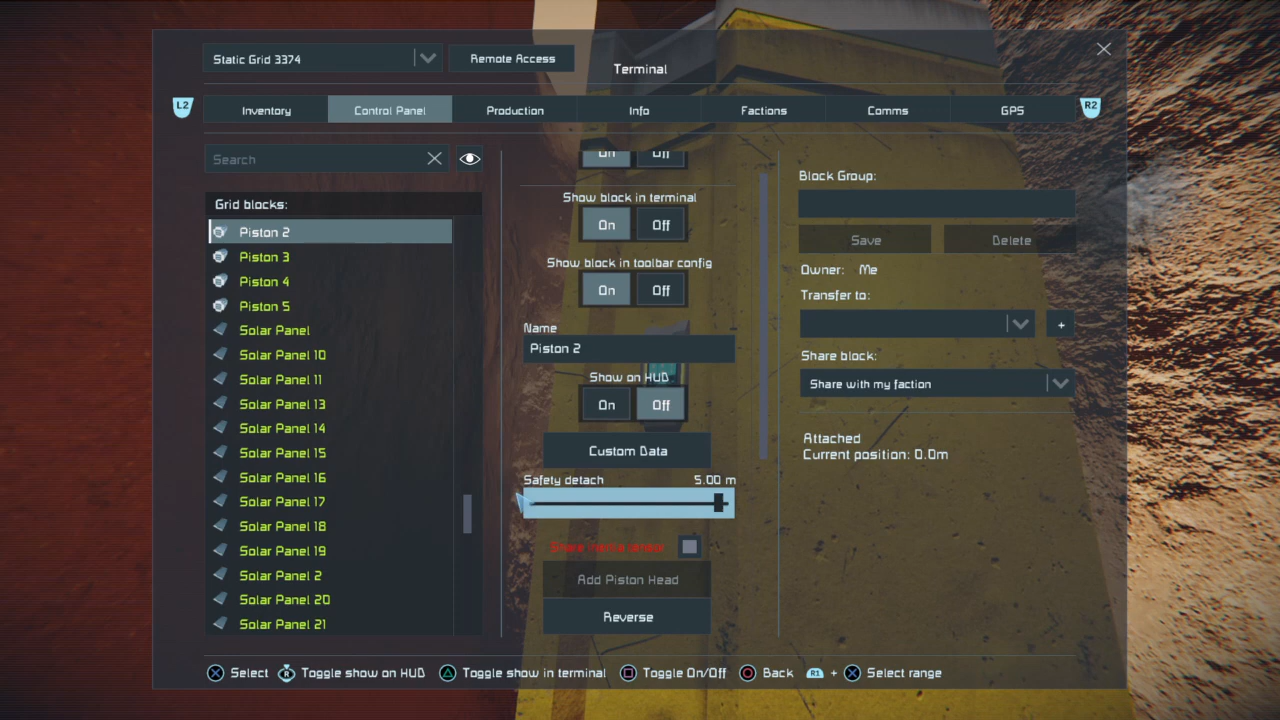 Static Grid 3374
Remote Access
Terminal
L2
Inventory
Control Panel
Production
Info
Factions
Comms
GPS
R2
Search
Grid blocks:
Piston 2
Piston 3
Piston 4
Piston 5
Solar Panel
Solar Panel 10
Solar Panel 11
Solar Panel 13
Solar Panel 14
Solar Panel 15
Solar Panel 16
Solar Panel 17
Solar Panel 18
Solar Panel 19
Solar Panel 2
Solar Panel 20
Solar Panel 21
On Off
Show block in terminal
On Off
Show block in toolbar config
On Off
Name
Piston 2
Show on HUD
On Off
Custom Data
Safety detach 5.00 m
Share inertia tensor
Add Piston Head
Reverse
Block Group:
Save Delete
Owner: Me
Transfer to:
+
Share block:
Share with my faction
Attached
Current position: 0.0m
Select R Toggle show on HUD Toggle show in terminal Toggle On/Off Back R1 + Select range